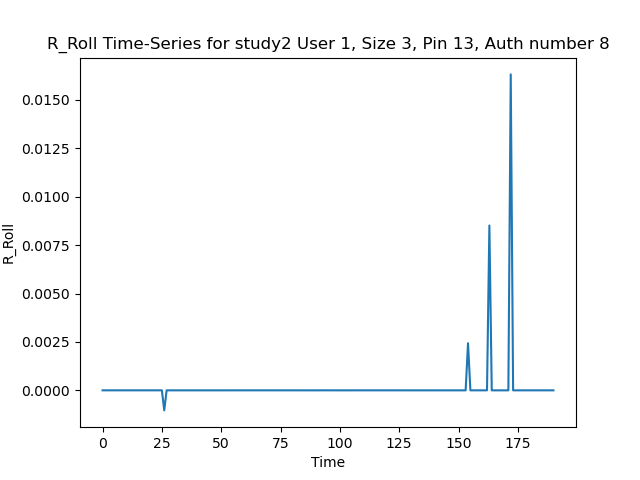 R_Roll Time-Series for study2 User 1, Size 3, Pin 13, Auth number 8
R_Roll
0.0150
0.0125
0.0100
0.0075
0.0050
0.0025
0.0000
0 25 50 75 100 125 150 175
Time